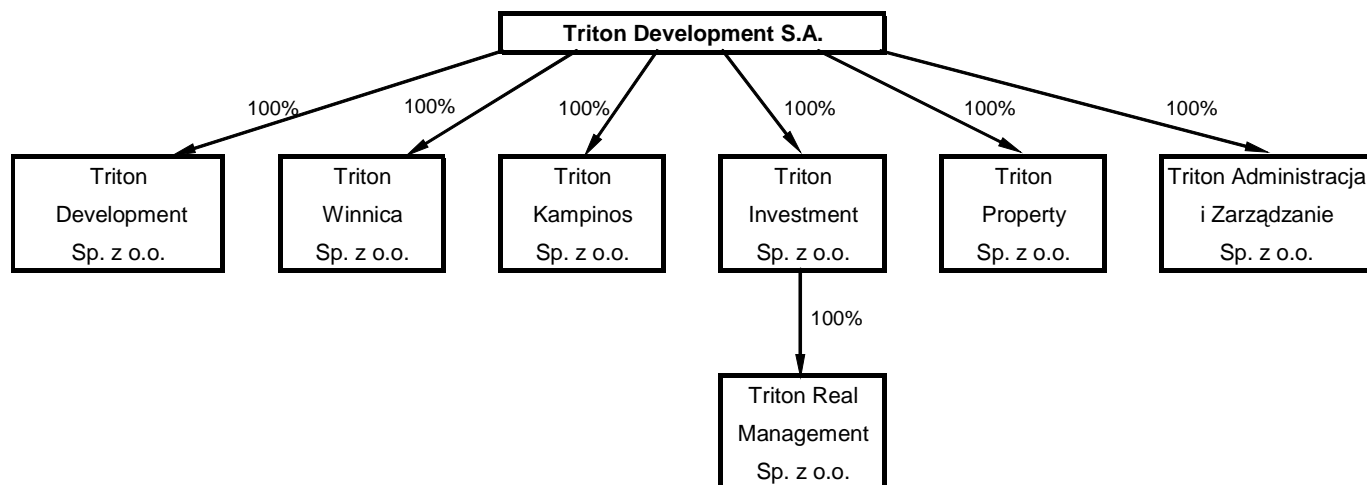 Triton Development S.A.
100%
100%
100%
100%
100%
100%
Triton
Development
Sp. z o.o.
Triton
Winnica
Sp. z o.o.
Triton
Kampinos
Sp. z o.o.
Triton
Investment
Sp. z o.o.
Triton
Property
Sp. z o.o.
Triton Administracja
i Zarządzanie
Sp. z o.o.
100%
Triton Real
Management
Sp. z o.o.